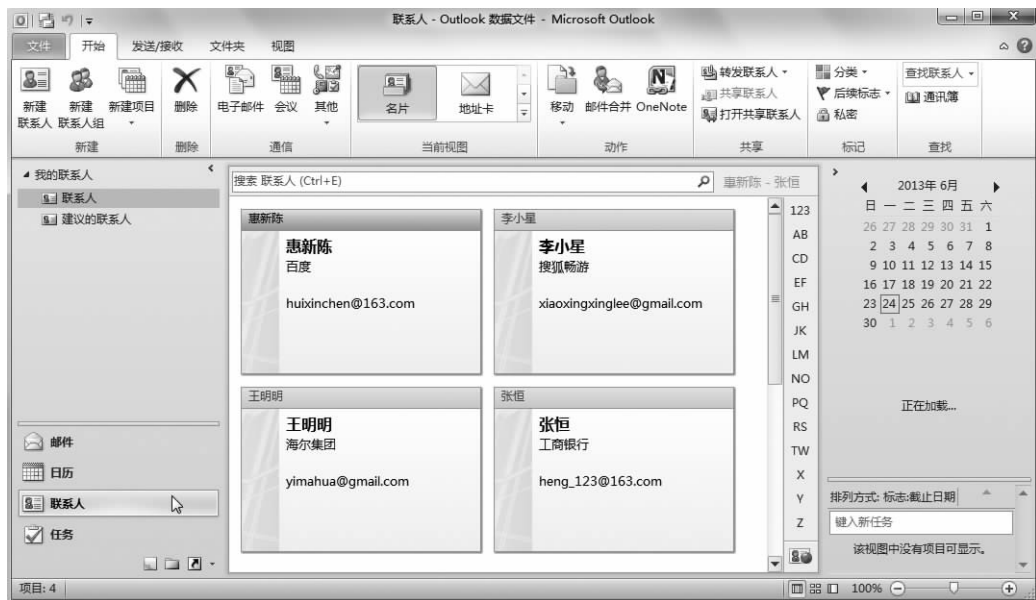 联系人 - Outlook 数据文件 - Microsoft Outlook
文件 开始 发送/接收 文件夹 视图
新建联系人 新建联系人组 新建项目 删除 电子邮件 会议 其他 名片 地址卡 移动 邮件合并 OneNote 转发联系人 共享联系人 打开共享联系人 分类 后续标志 私密 查找联系人 通讯簿
新建 删除 通信 当前视图 动作 共享 标记 查找
我的联系人
联系人
建议的联系人
邮件
日历
联系人
任务
搜索 联系人 (Ctrl+E) 惠新陈 - 张恒
惠新陈
惠新陈
百度
huixinchen@163.com
李小星
李小星
搜狐畅游
xiaoxingxinglee@gmail.com
王明明
王明明
海尔集团
yimahua@gmail.com
张恒
张恒
工商银行
heng_123@163.com
123
AB
CD
EF
GH
JK
LM
NO
PQ
RS
TW
X
Y
Z
2013年 6月
日 一 二 三 四 五 六
26 27 28 29 30 31 1
2 3 4 5 6 7 8
9 10 11 12 13 14 15
16 17 18 19 20 21 22
23 24 25 26 27 28 29
30 1 2 3 4 5 6
正在加载...
排列方式: 标志:截止日期
键入新任务
该视图中没有项目可显示。
项目: 4 100%